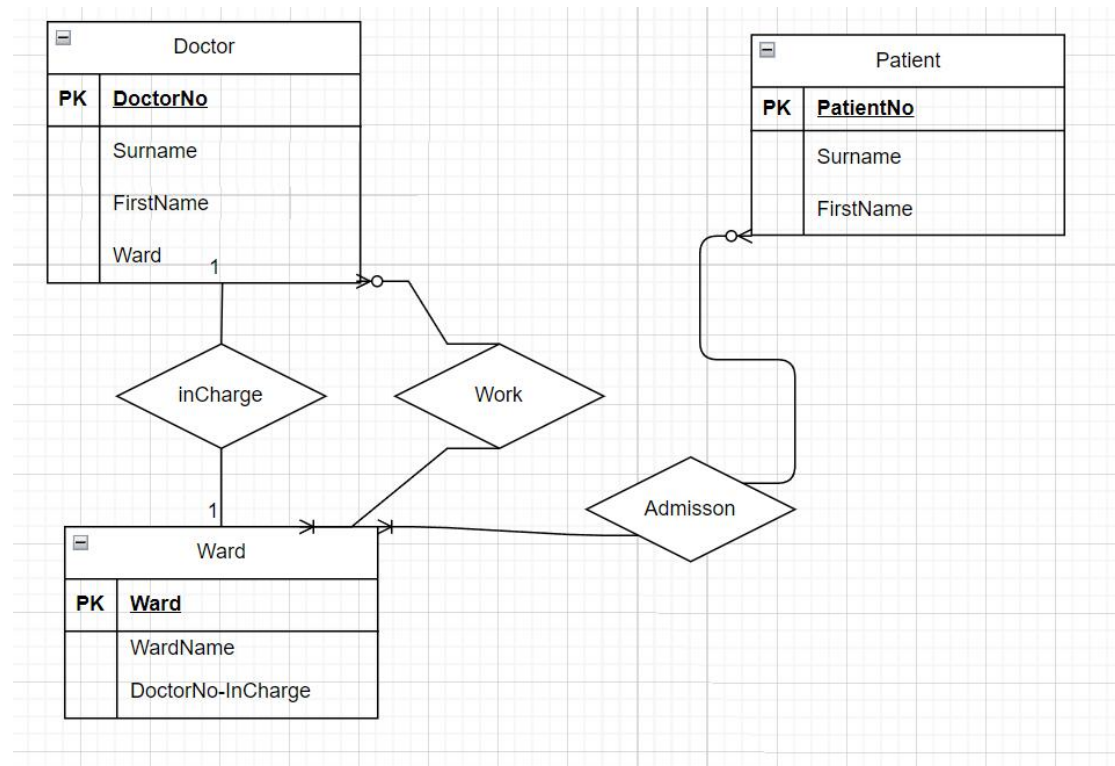 Doctor
PK DoctorNo
Surname
FirstName
Ward
1
Patient
PK PatientNo
Surname
FirstName
inCharge
Work
Admisson
1
Ward
PK Ward
WardName
DoctorNo-InCharge